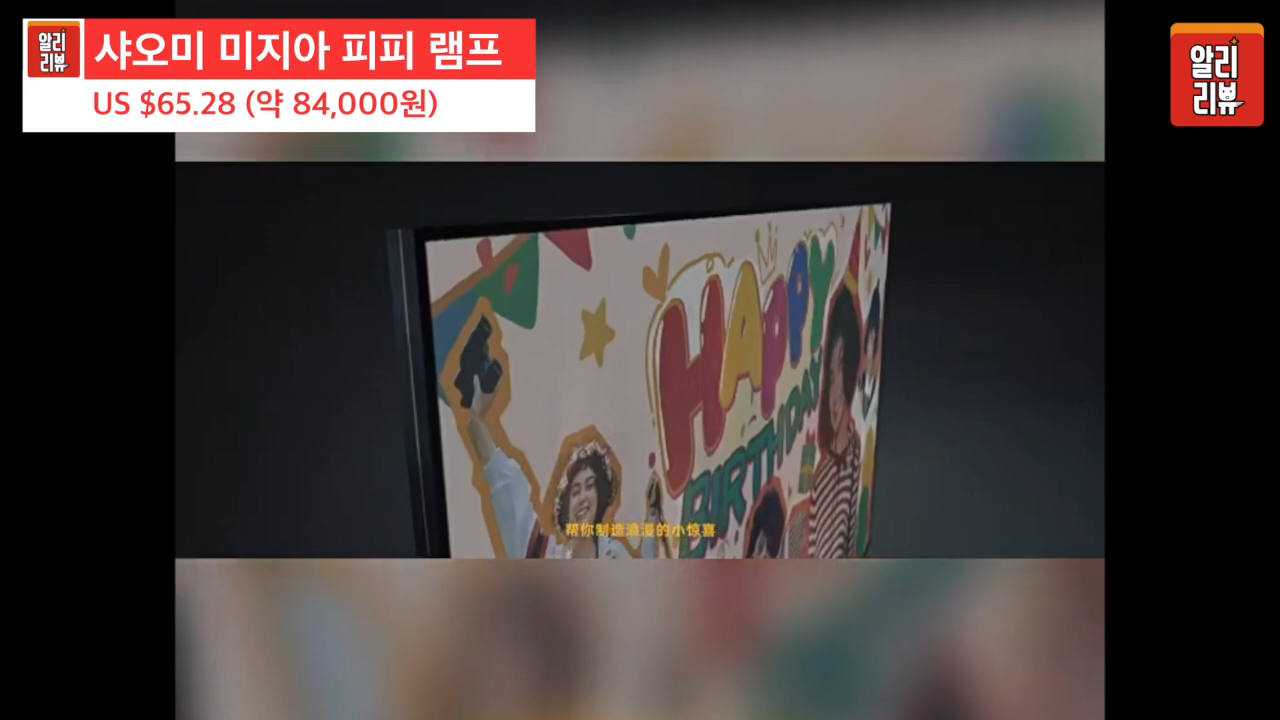 알리
리뷰
샤오미 미지아 피피 램프
US $65.28 (약 84,000원)
알리
리뷰
HAPPY
BIRTHDAY
帮你制造浪漫的小惊喜